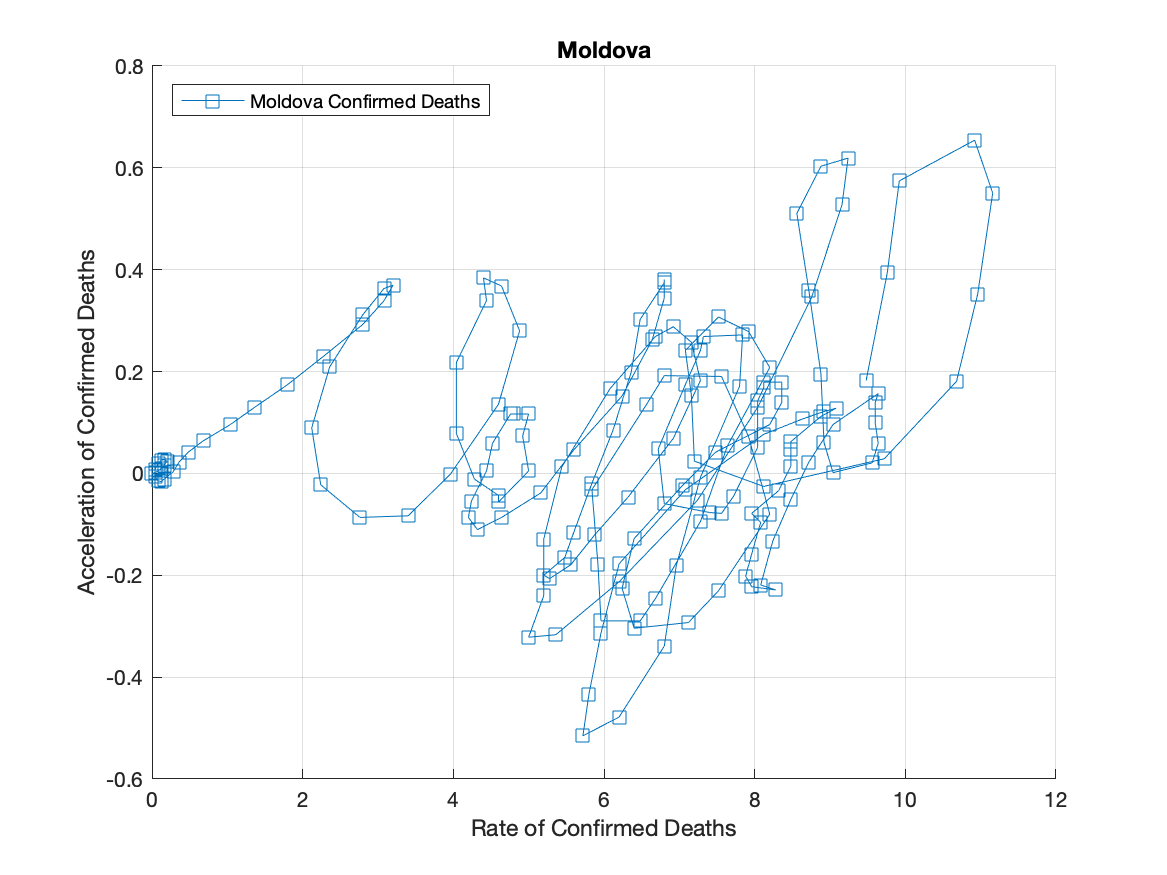 Moldova
Moldova Confirmed Deaths
0.8
0.6
0.4
0.2
0
-0.2
-0.4
-0.6
Acceleration of Confirmed Deaths
0 2 4 6 8 10 12
Rate of Confirmed Deaths